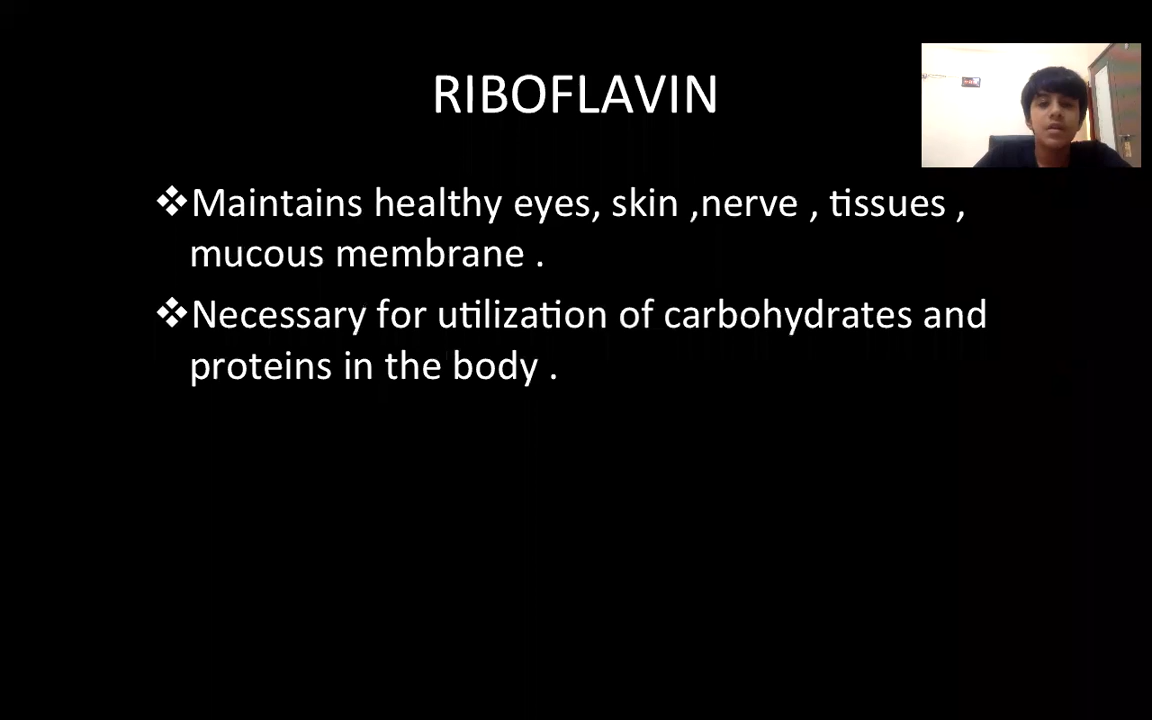 RIBOFLAVIN
❖Maintains healthy eyes, skin ,nerve , tissues ,
mucous membrane .
❖Necessary for utilization of carbohydrates and
proteins in the body .